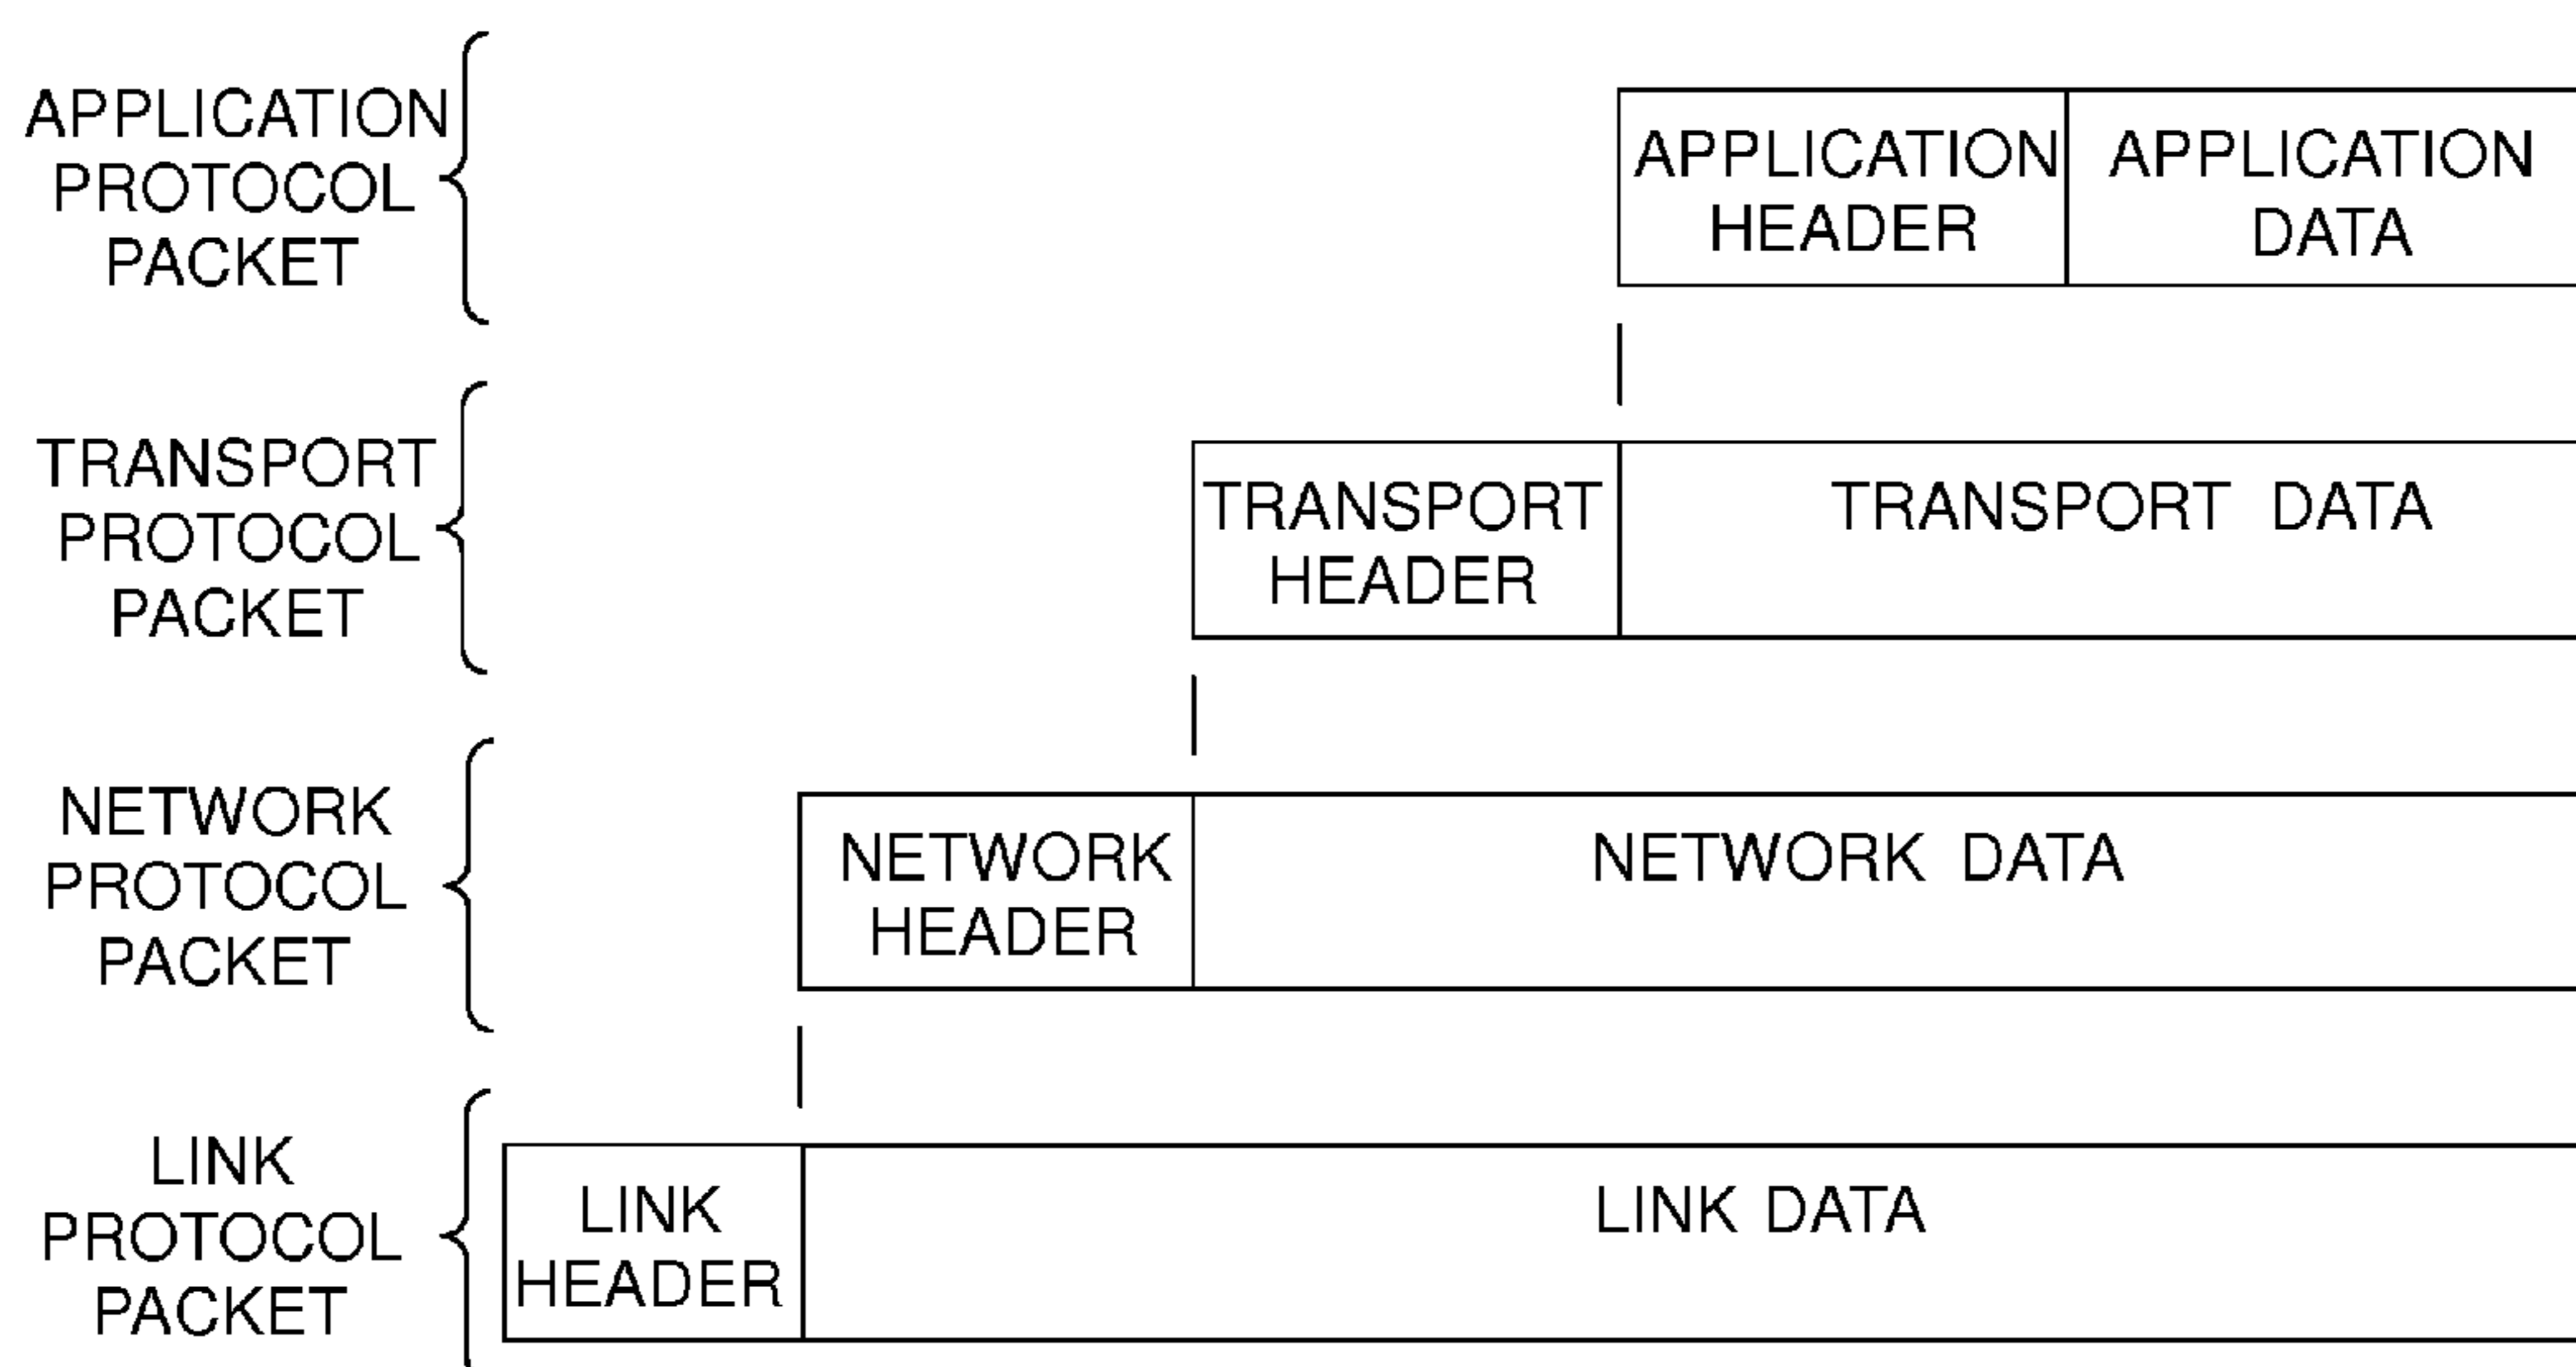 APPLICATION
PROTOCOL
PACKET
APPLICATION
HEADER
APPLICATION
DATA
TRANSPORT
PROTOCOL
PACKET
TRANSPORT
HEADER
TRANSPORT DATA
NETWORK
PROTOCOL
PACKET
NETWORK
HEADER
NETWORK DATA
LINK
PROTOCOL
PACKET
LINK
HEADER
LINK DATA